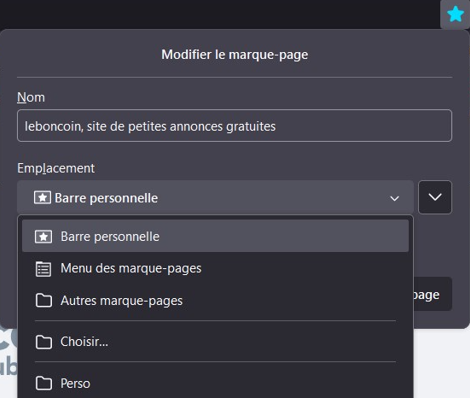 Modifier le marque-page
Nom
leboncoin, site de petites annonces gratuites
Emplacement
Barre personnelle
Barre personnelle
Menu des marque-pages
Autres marque-pages
page
Choisir...
Perso